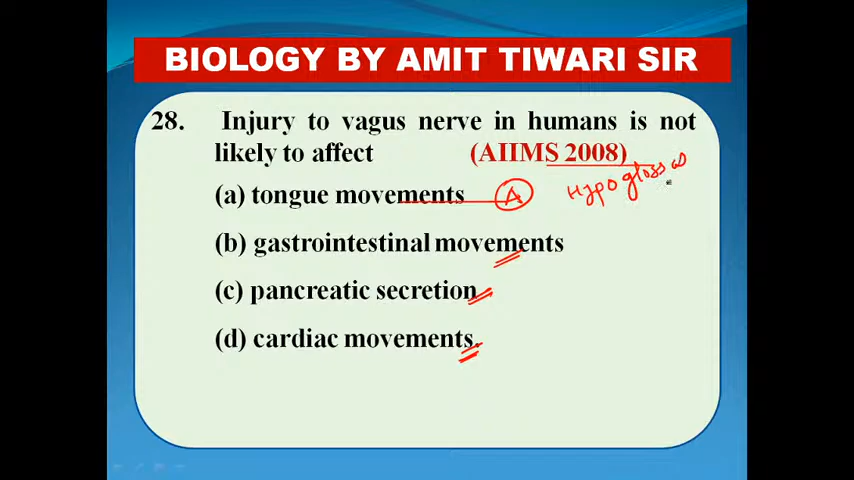 BIOLOGY BY AMIT TIWARI SIR
28. Injury to vagus nerve in humans is not
likely to affect (AIIMS 2008)
(a) tongue movements A
Hypogloss
(b) gastrointestinal movements
(c) pancreatic secretion
(d) cardiac movements.